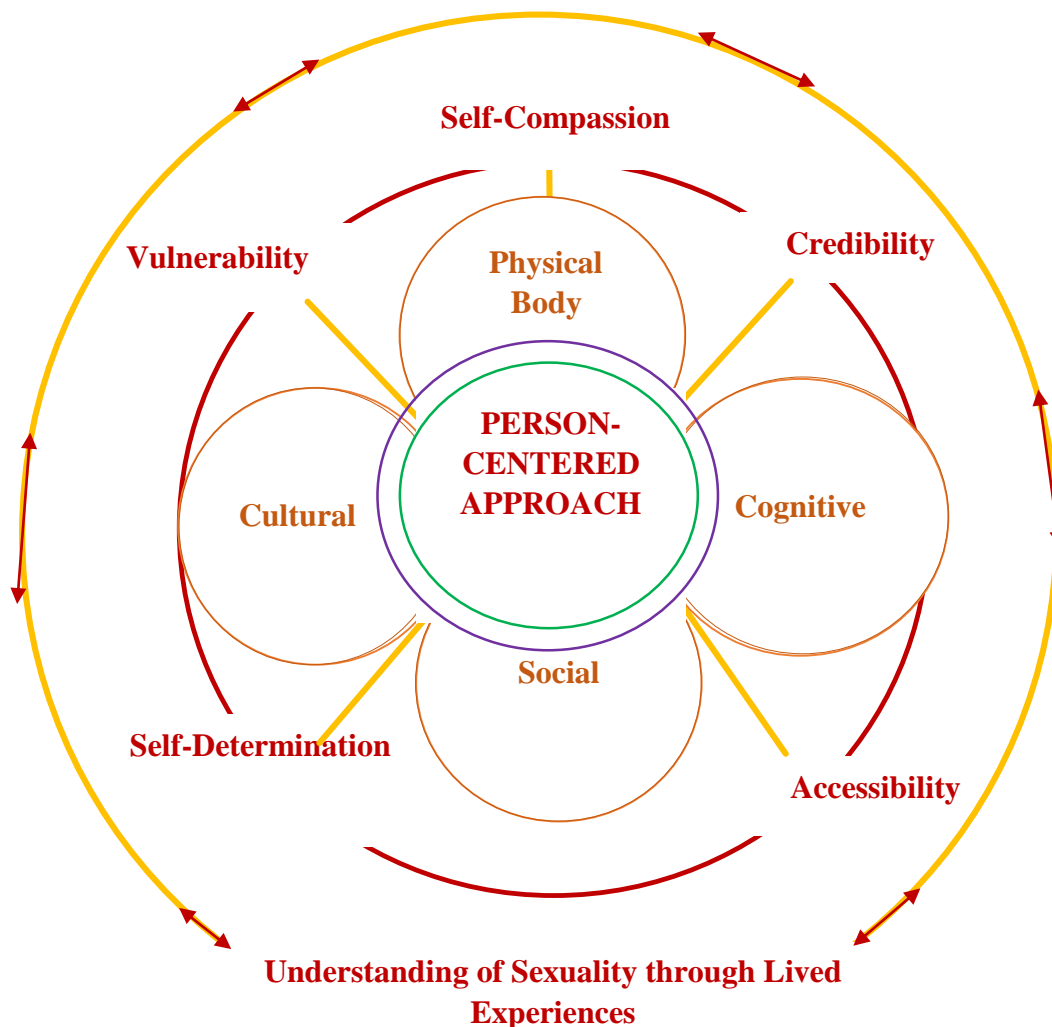 Self-Compassion
Vulnerability
Credibility
Physical
Body
PERSON-
CENTERED
APPROACH
Cultural
Cognitive
Social
Self-Determination
Accessibility
Understanding of Sexuality through Lived
Experiences